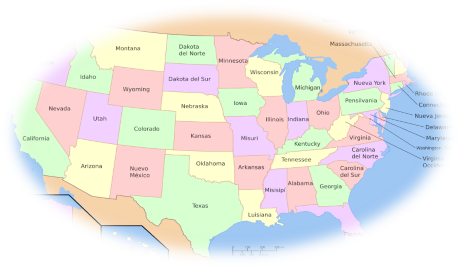 Montana
Dakota
del Norte
Minnesota
Massachusetts
Idaho
Wisconsin
Dakota del Sur
Michigan
Nueva York
Wyoming
Nebraska
Iowa
Pensilvania
Nevada
Utah
Colorado
Illinois
Indiana
Ohio
California
Kansas
Misuri
Kentucky
Virginia
Carolina
del Norte
Arizona
Nuevo
México
Oklahoma
Arkansas
Tennessee
Carolina
del Sur
Texas
Misisipi
Alabama
Georgia
Luisiana